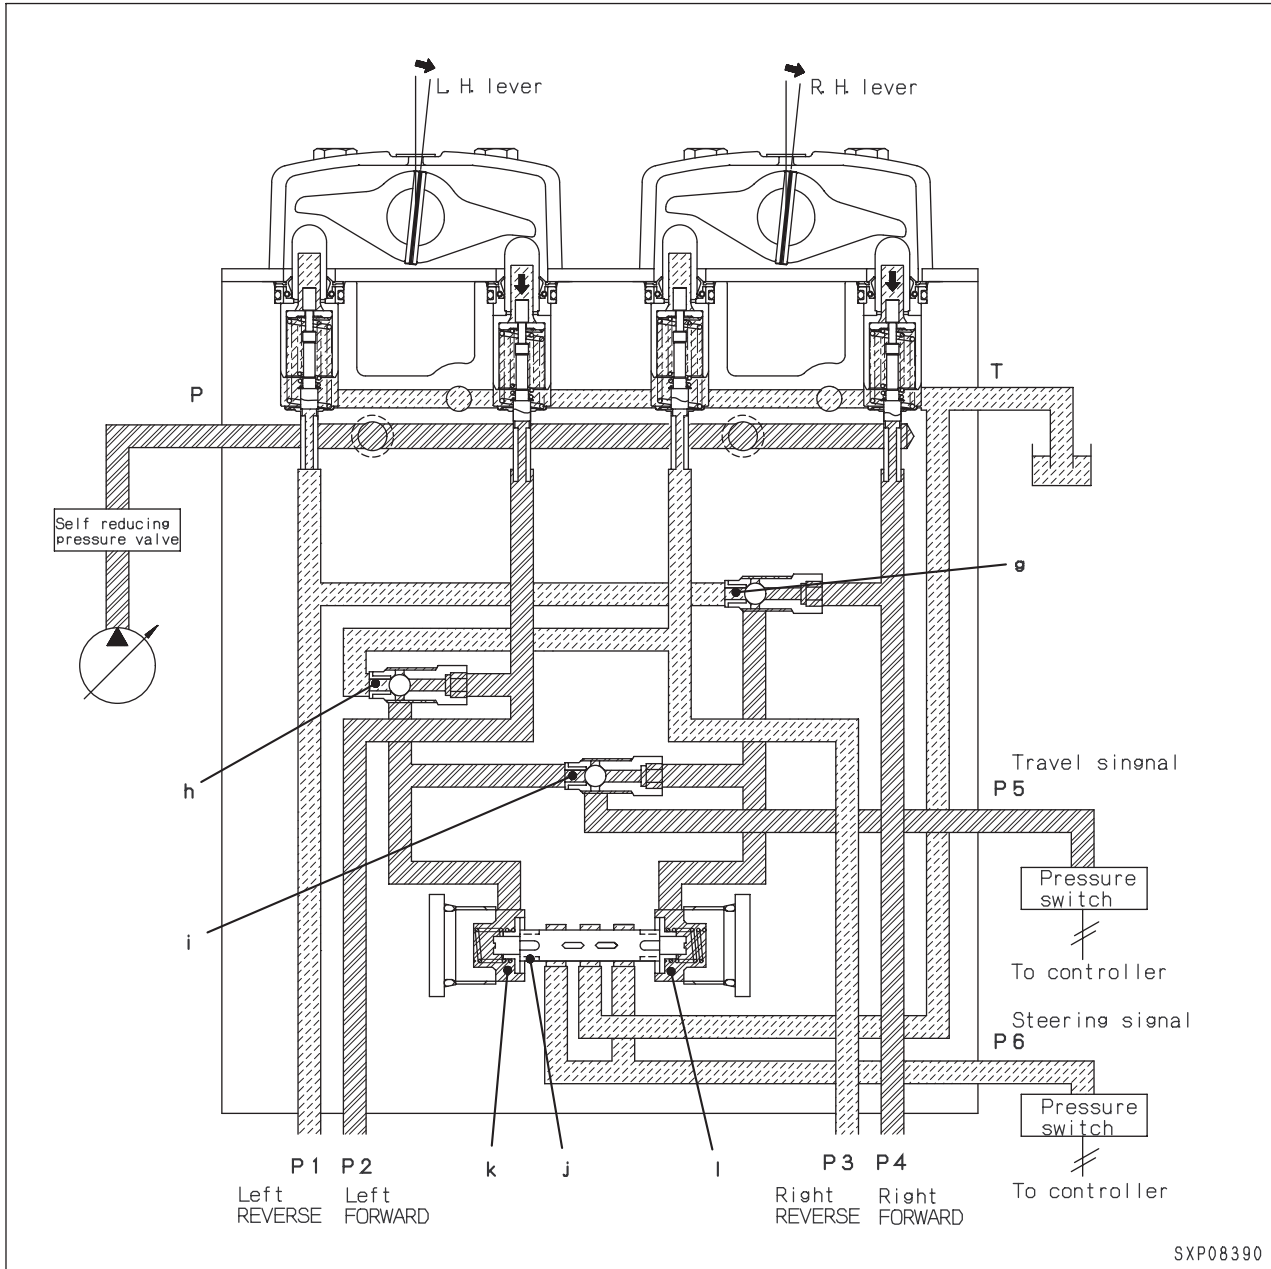 L.H. lever
R.H. lever
P
T
Self reducing
pressure valve
g
h
Travel singnal
P5
Pressure
switch
i
To controller
Steering signal
P6
Pressure
switch
k
j
l
P1
P2
P3
P4
To controller
Left
REVERSE
Left
FORWARD
Right
REVERSE
Right
FORWARD
SXP08390